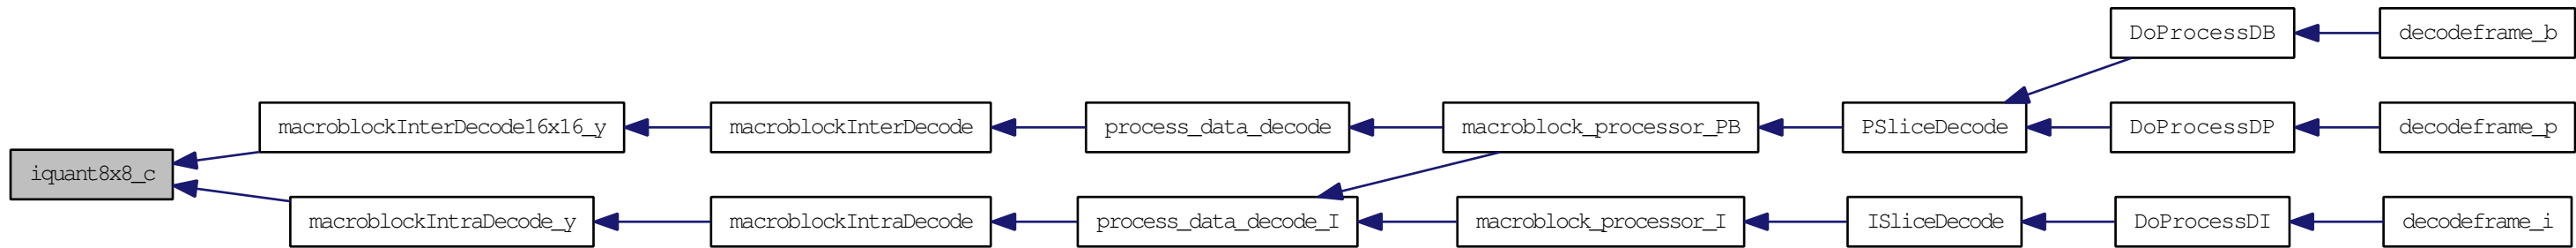 DoProcessDB
decodeframe_b
macroblockInterDecode16x16_y
macroblockInterDecode
process_data_decode
macroblock_processor_PB
PSliceDecode
DoProcessDP
decodeframe_p
iquant8x8_c
macroblockIntraDecode_y
macroblockIntraDecode
process_data_decode_I
macroblock_processor_I
ISliceDecode
DoProcessDI
decodeframe_i